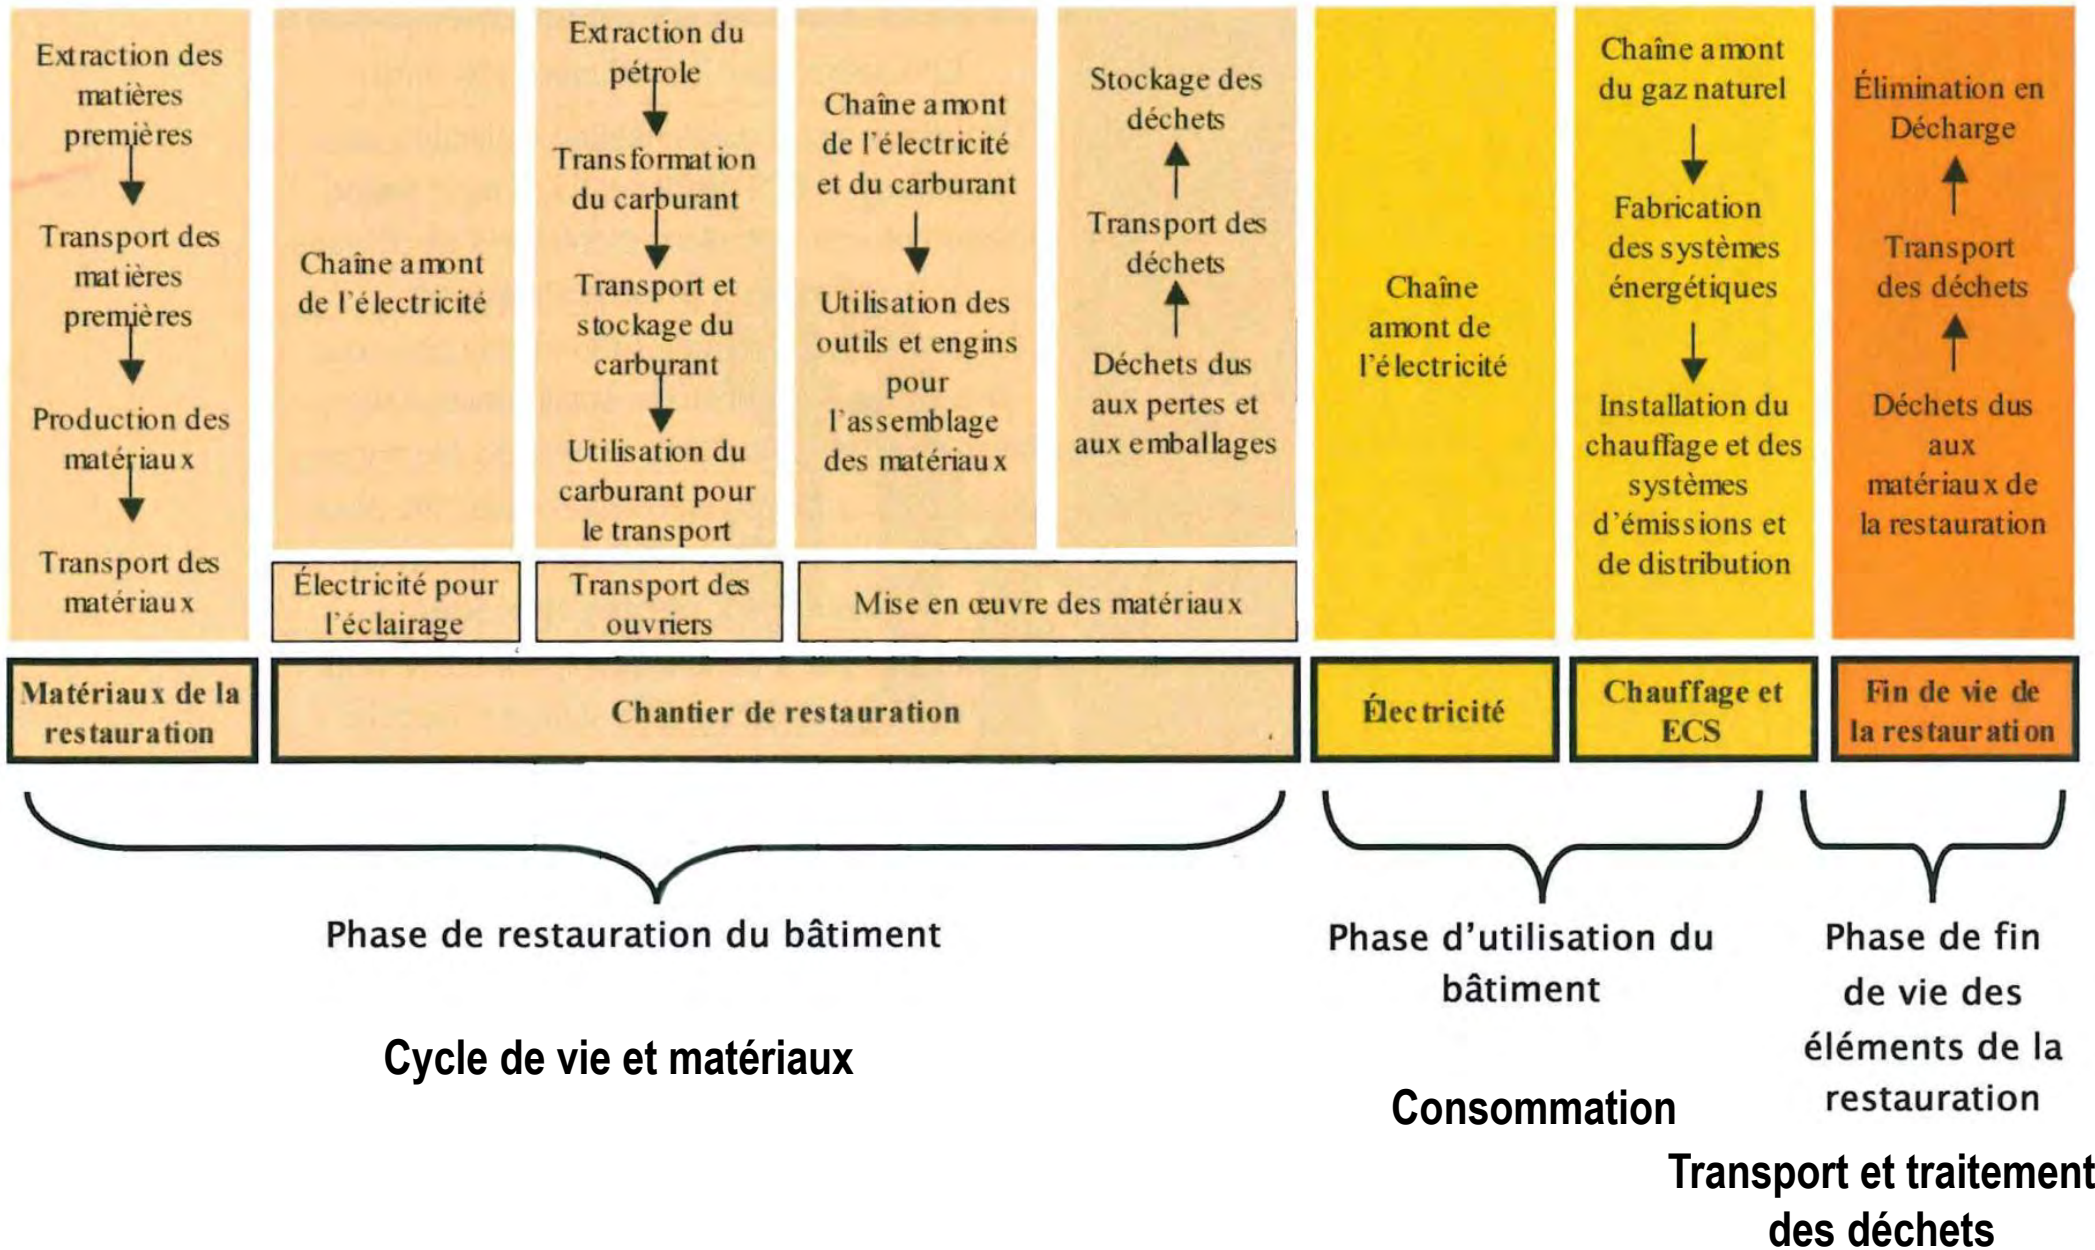 Extraction des
matières
premières
Transport des
matières
premières
Production des
matériaux
Transport des
matériaux
Chaîne amont
de l'électricité
Électricité pour
l'éclairage
Extraction du
pétrole
Transformation
du carburant
Transport et
stockage du
carburant
Utilisation du
carburant pour
le transport
Transport des
ouvriers
Chaîne amont
de l'électricité
et du carburant
Utilisation des
outils et engins
pour
l'assemblage
des matériaux
Stockage des
déchets
Transport des
déchets
Déchets dus
aux pertes et
aux emballages
Mise en œuvre des matériaux
Chaîne
amont de
l'électricité
Chaîne amont
du gaz naturel
Fabrication
des systèmes
énergétiques
Installation du
chauffage et des
systèmes
d'émissions et
de distribution
Élimination en
Décharge
Transport
des déchets
Déchets dus
aux
matériaux de
la restauration
Matériaux de la
restauration
Chantier de restauration
Électricité
Chauffage et
ECS
Fin de vie de
la restauration
Phase de restauration du bâtiment
Phase d'utilisation du
bâtiment
Phase de fin
de vie des
éléments de la
restauration
Cycle de vie et matériaux
Consommation
Transport et traitement
des déchets